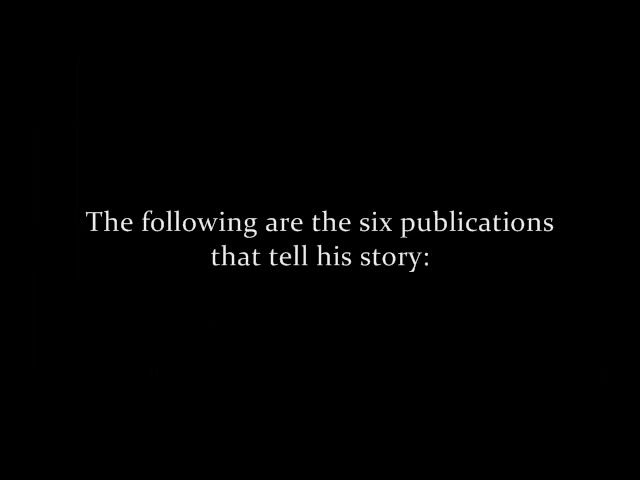 The following are the six publications
that tell his story: